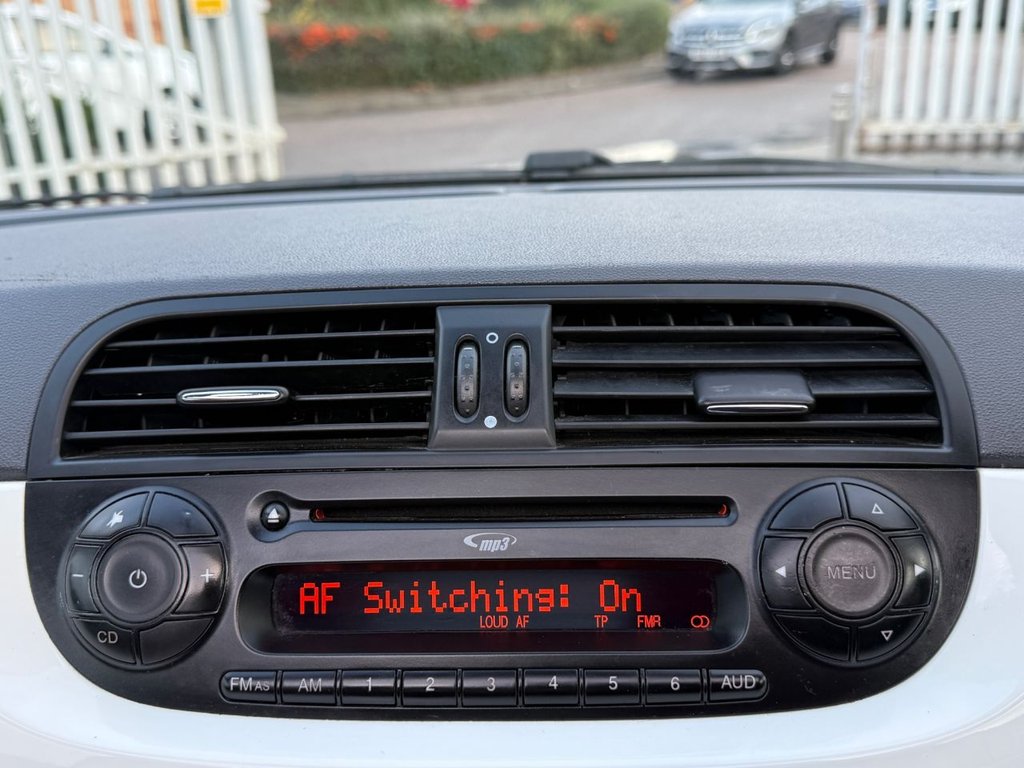 mp3
AF Switching: On
LOUD AF TP FMR
MENU
CD
FM AS AM 1 2 3 4 5 6 AUD